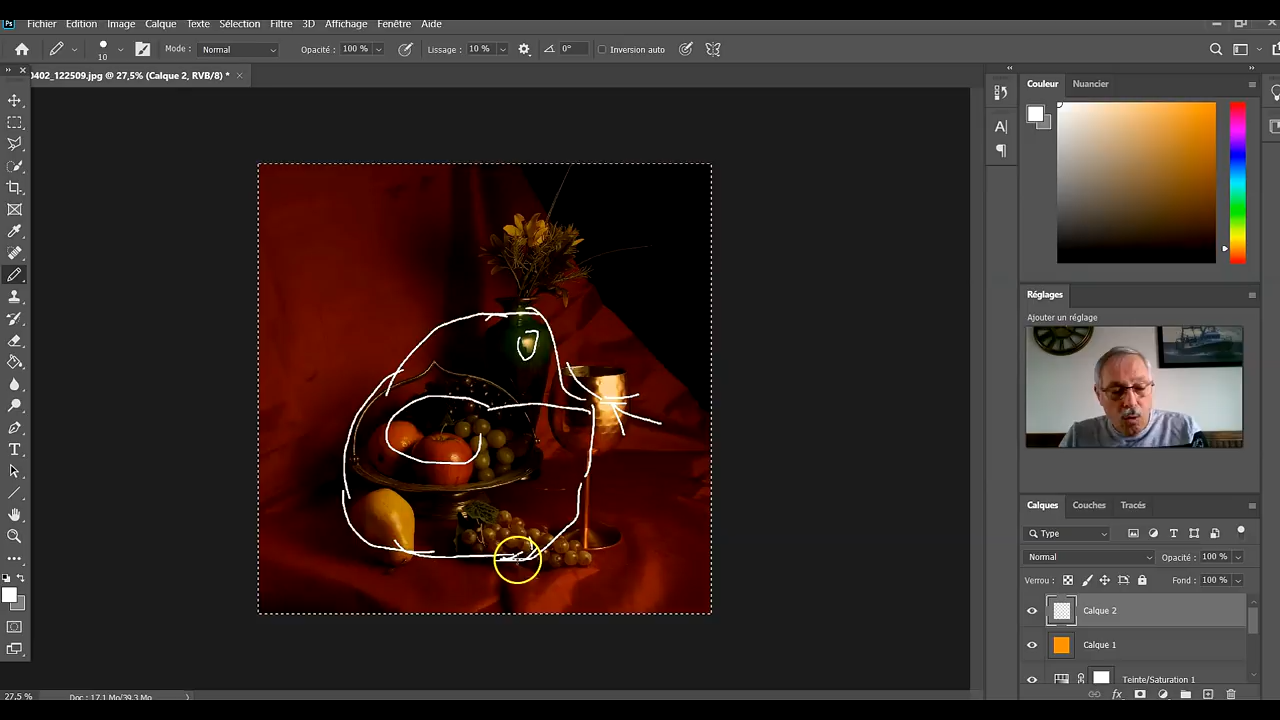 Ps Fichier Edition Image Calque Texte Sélection Filtre 3D Affichage Fenêtre Aide
10 Mode : Normal Opacité : 100 % Lissage : 10 % 0° Inversion auto
0402_122509.jpg @ 27,5% (Calque 2, RVB/8) * ×
Couleur Nuancier
A|
¶
Réglages
Ajouter un réglage
Calques Couches Tracés
Type
Normal Opacité : 100 %
Verrou : Fond : 100 %
Calque 2
Calque 1
Teinte/Saturation 1
fx
T
27,5 % Doc : 17,1 Mo/39,3 Mo